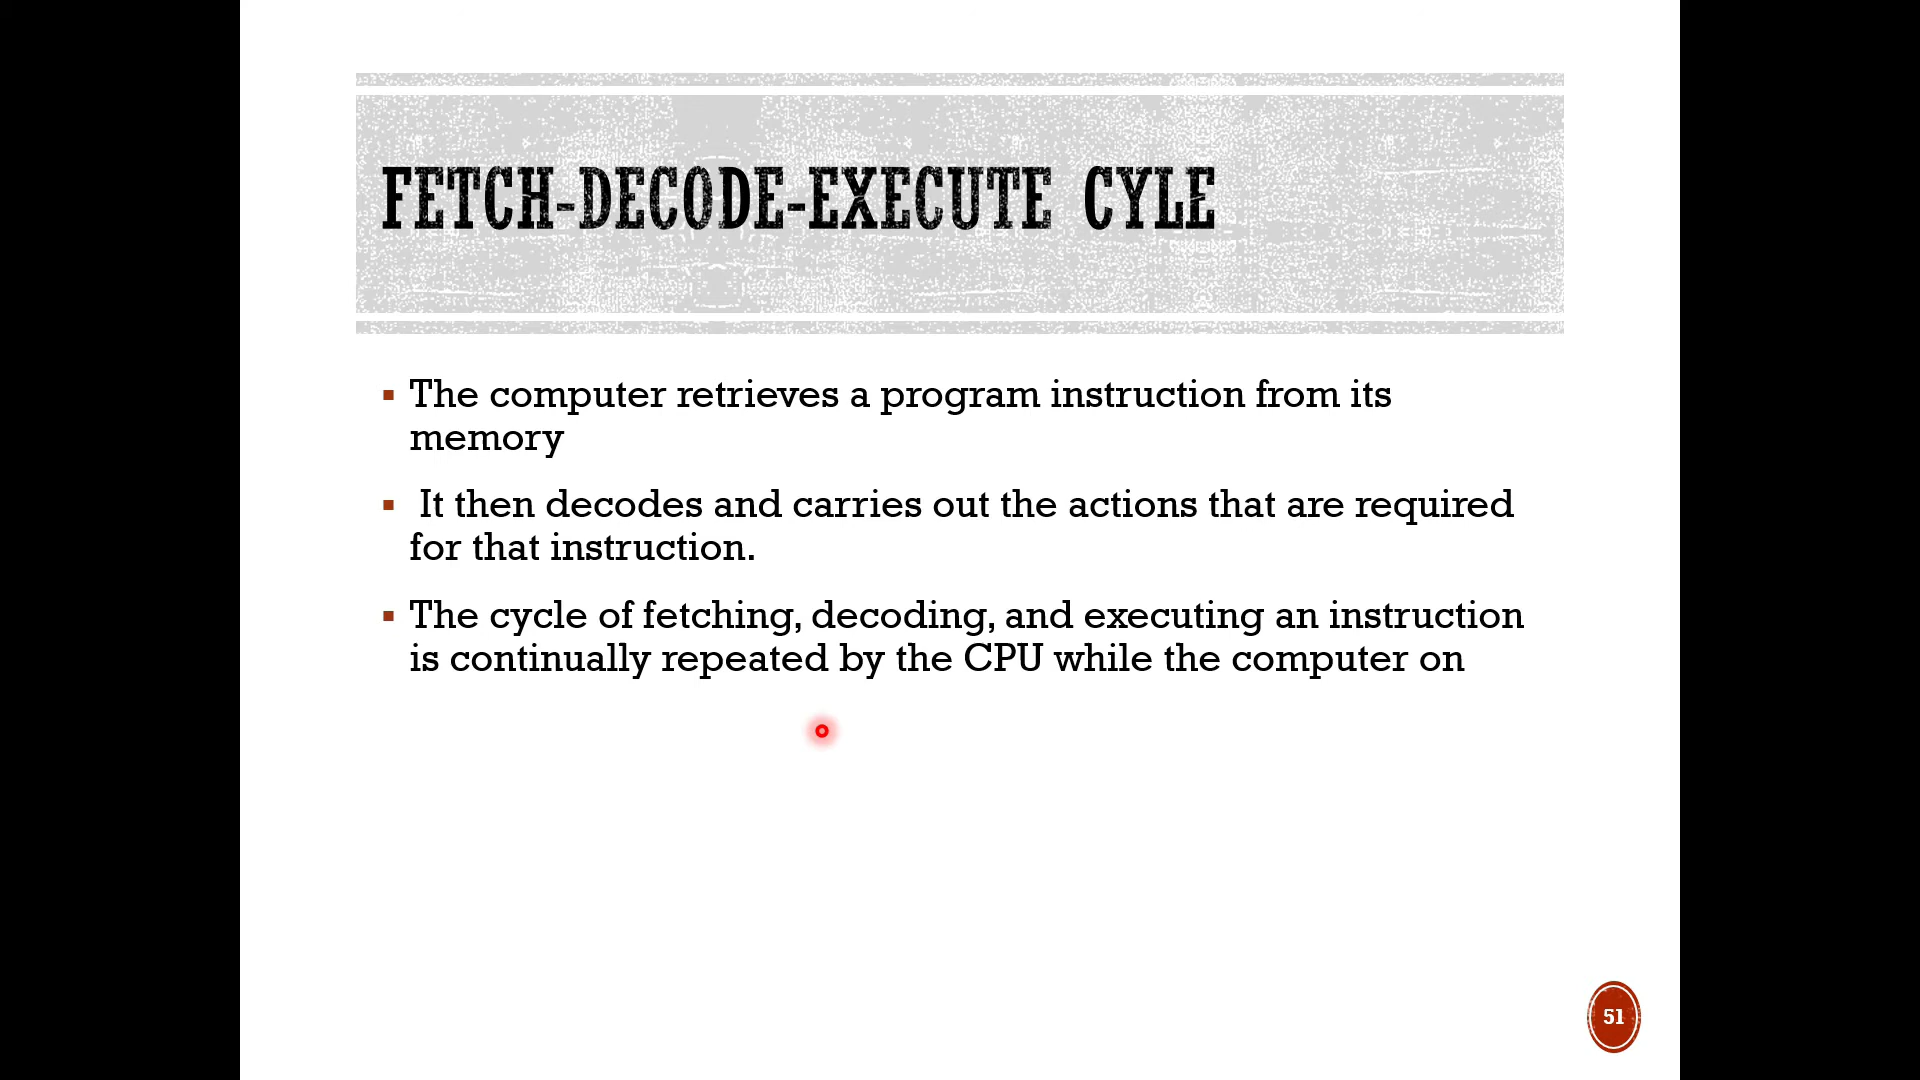 FETCH-DECODE-EXECUTE CYLE
▪ The computer retrieves a program instruction from its
memory
▪ It then decodes and carries out the actions that are required
for that instruction.
▪ The cycle of fetching, decoding, and executing an instruction
is continually repeated by the CPU while the computer on
51